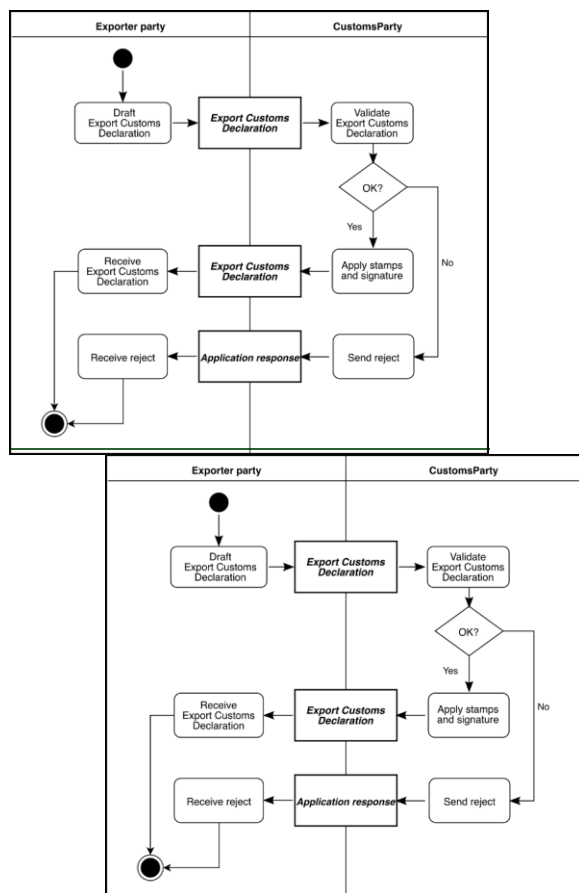 Exporter party
CustomsParty
Draft
Export Customs
Declaration
Export Customs
Declaration
Validate
Export Customs
Declaration
OK?
Yes
No
Receive
Export Customs
Declaration
Export Customs
Declaration
Apply stamps
and signature
Receive reject
Application response
Send reject
Exporter party
CustomsParty
Draft
Export Customs
Declaration
Export Customs
Declaration
Validate
Export Customs
Declaration
OK?
Yes
No
Receive
Export Customs
Declaration
Export Customs
Declaration
Apply stamps
and signature
Receive reject
Application response
Send reject